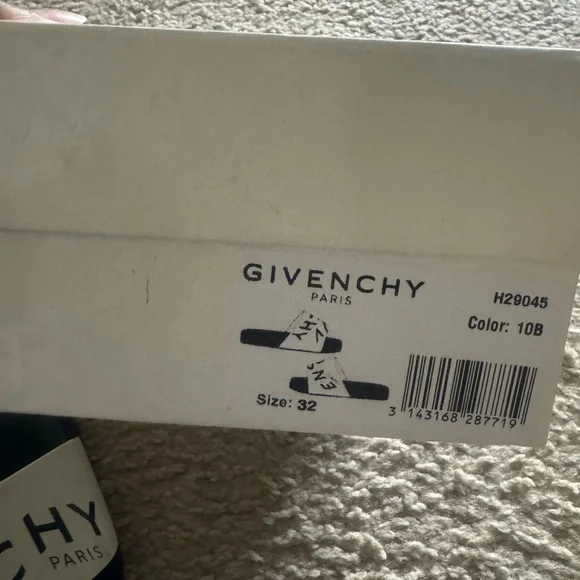 GIVENCHY
PARIS
H29045
Color: 10B
Size: 32
3 143168 287719
CHY
PARIS